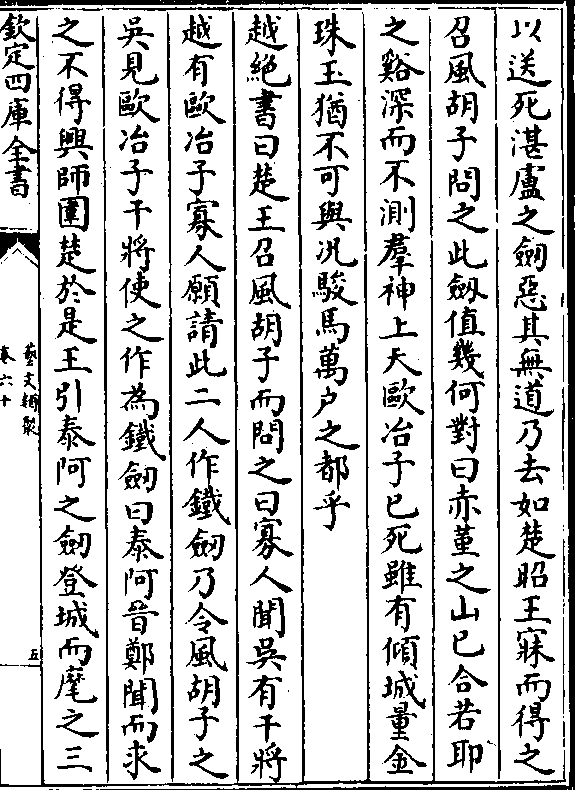 以送死湛盧之劔惡其無道乃去如楚昭王寐而得之
召風胡子問之此劔值幾何對曰赤堇之山已合若耶
之谿深而不測羣神上天歐冶子已死雖有傾城量金
珠玉猶不可與况駿馬萬户之都乎
越絶書曰楚王召風胡子而問之曰寡人聞吳有干將
越有歐冶子寡人願請此二人作鐵劔乃令風胡子之
吳見歐冶子干將使之作為鐵劔曰泰阿晉鄭聞而求
之不得興師圍楚於是王引泰阿之劔登城而麾之三
欽定四庫全書
藝文類聚
卷六十
五